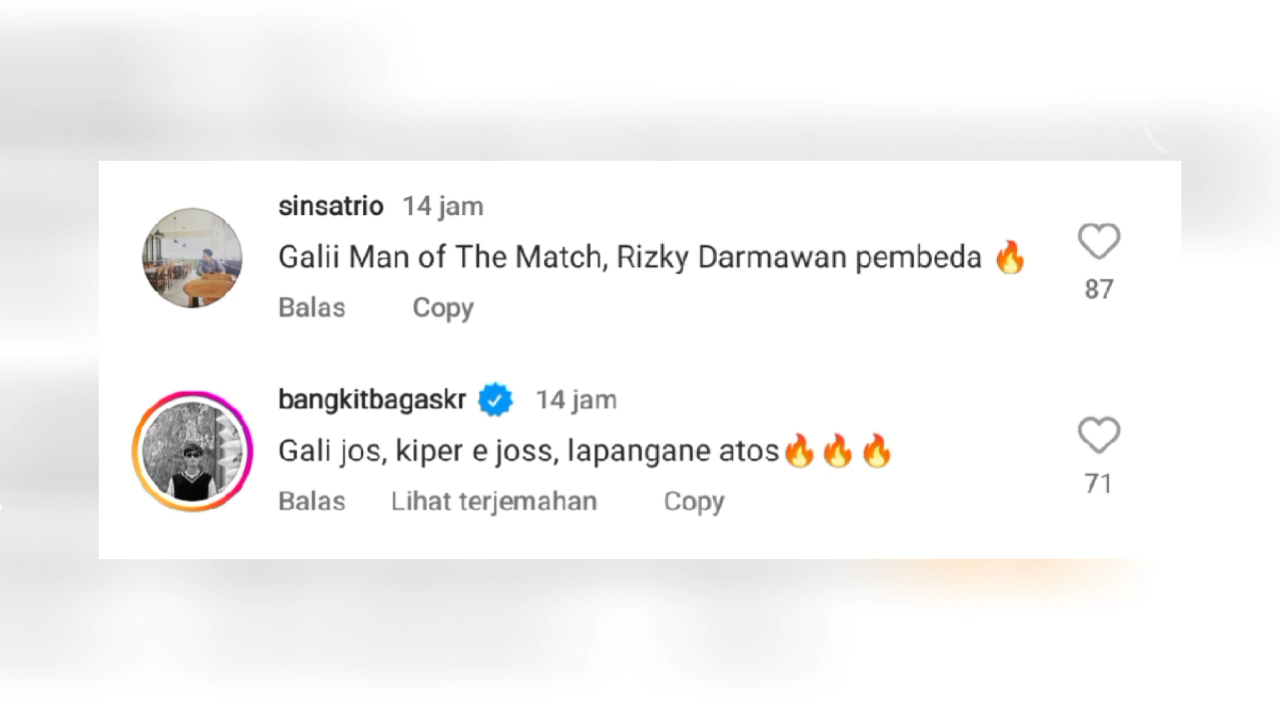 sinsatrio 14 jam
Galii Man of The Match, Rizky Darmawan pembeda 🔥
87
Balas Copy
bangkitbagaskr 14 jam
Gali jos, kiper e joss, lapangane atos🔥🔥🔥
71
Balas Lihat terjemahan Copy